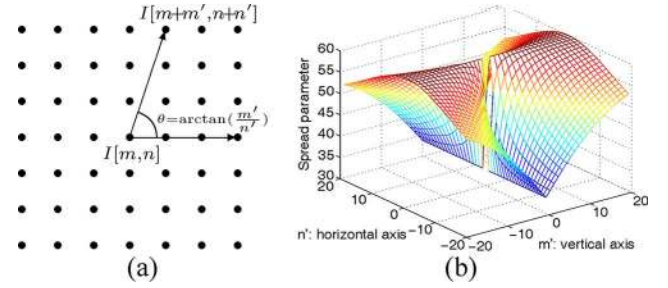 I[m+m′,n+n′]
θ=arctan(m′/n′)
I[m,n]
(a)
Spread parameter
60
55
50
45
40
35
30
20
10
0
-10
-20
n': horizontal axis
-20
-10
0
10
20
m': vertical axis
(b)